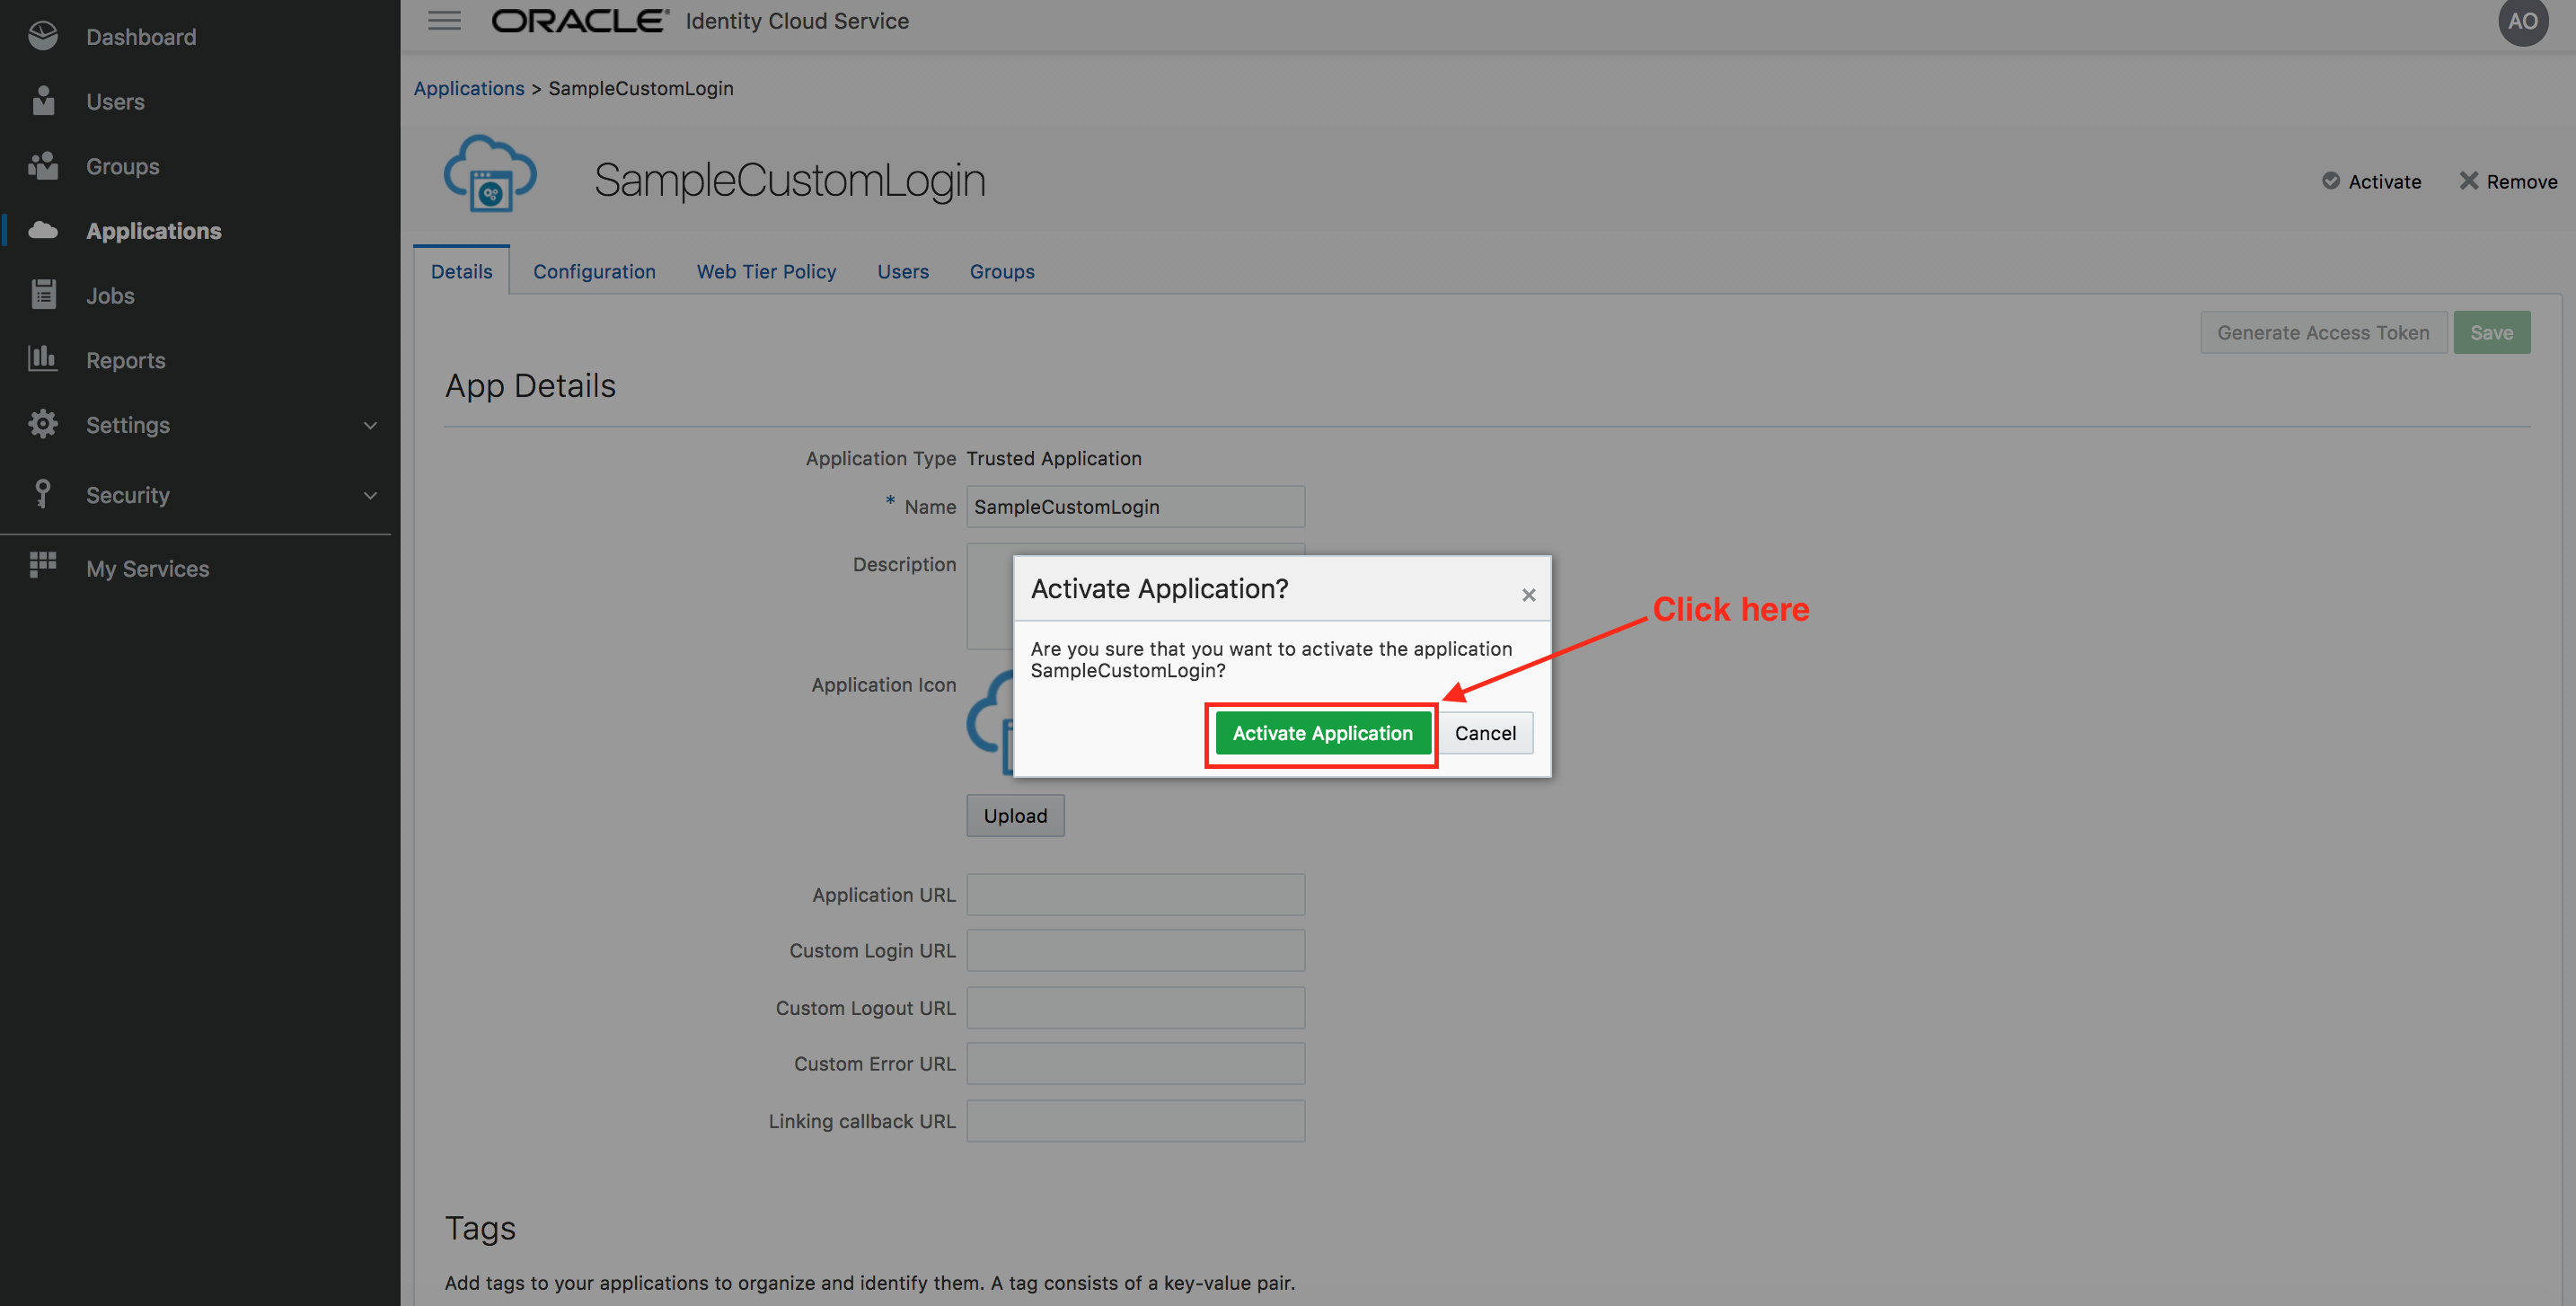 Dashboard
Users
Groups
Applications
Jobs
Reports
Settings
Security
My Services
ORACLE® Identity Cloud Service
AO
Applications > SampleCustomLogin
SampleCustomLogin
Activate
Remove
Details
Configuration
Web Tier Policy
Users
Groups
Generate Access Token
Save
App Details
Application Type Trusted Application
* Name SampleCustomLogin
Description
Application Icon
Activate Application?
×
Are you sure that you want to activate the application
SampleCustomLogin?
Activate Application
Cancel
Click here
Upload
Application URL
Custom Login URL
Custom Logout URL
Custom Error URL
Linking callback URL
Tags
Add tags to your applications to organize and identify them. A tag consists of a key-value pair.